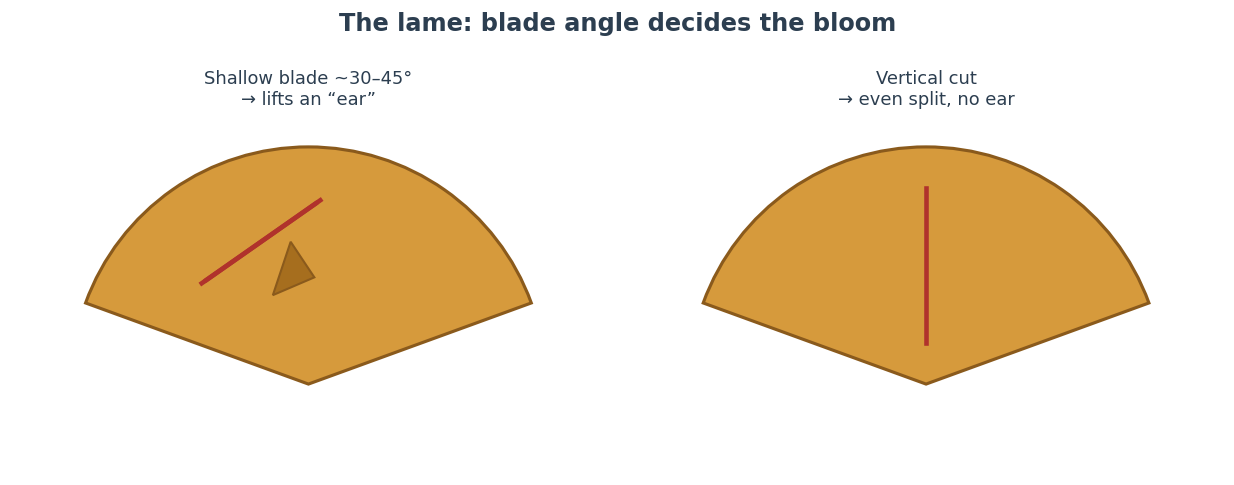 The lame: blade angle decides the bloom
Shallow blade ~30–45°
→ lifts an “ear”
Vertical cut
→ even split, no ear